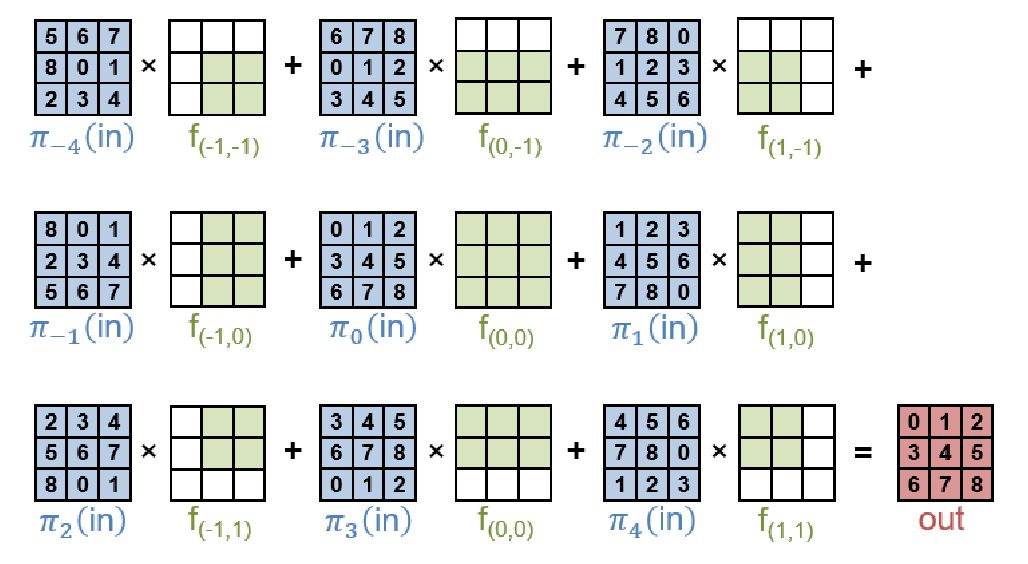 5 6 7 6 7 8 7 8 0
8 0 1 × + 0 1 2 × + 1 2 3 × +
2 3 4 3 4 5 4 5 6
π₋₄(in) f(-1,-1) π₋₃(in) f(0,-1) π₋₂(in) f(1,-1)
8 0 1 0 1 2 1 2 3
2 3 4 × + 3 4 5 × + 4 5 6 × +
5 6 7 6 7 8 7 8 0
π₋₁(in) f(-1,0) π₀(in) f(0,0) π₁(in) f(1,0)
2 3 4 3 4 5 4 5 6 0 1 2
5 6 7 × + 6 7 8 × + 7 8 0 × = 3 4 5
8 0 1 0 1 2 1 2 3 6 7 8
π₂(in) f(-1,1) π₃(in) f(0,0) π₄(in) f(1,1) out